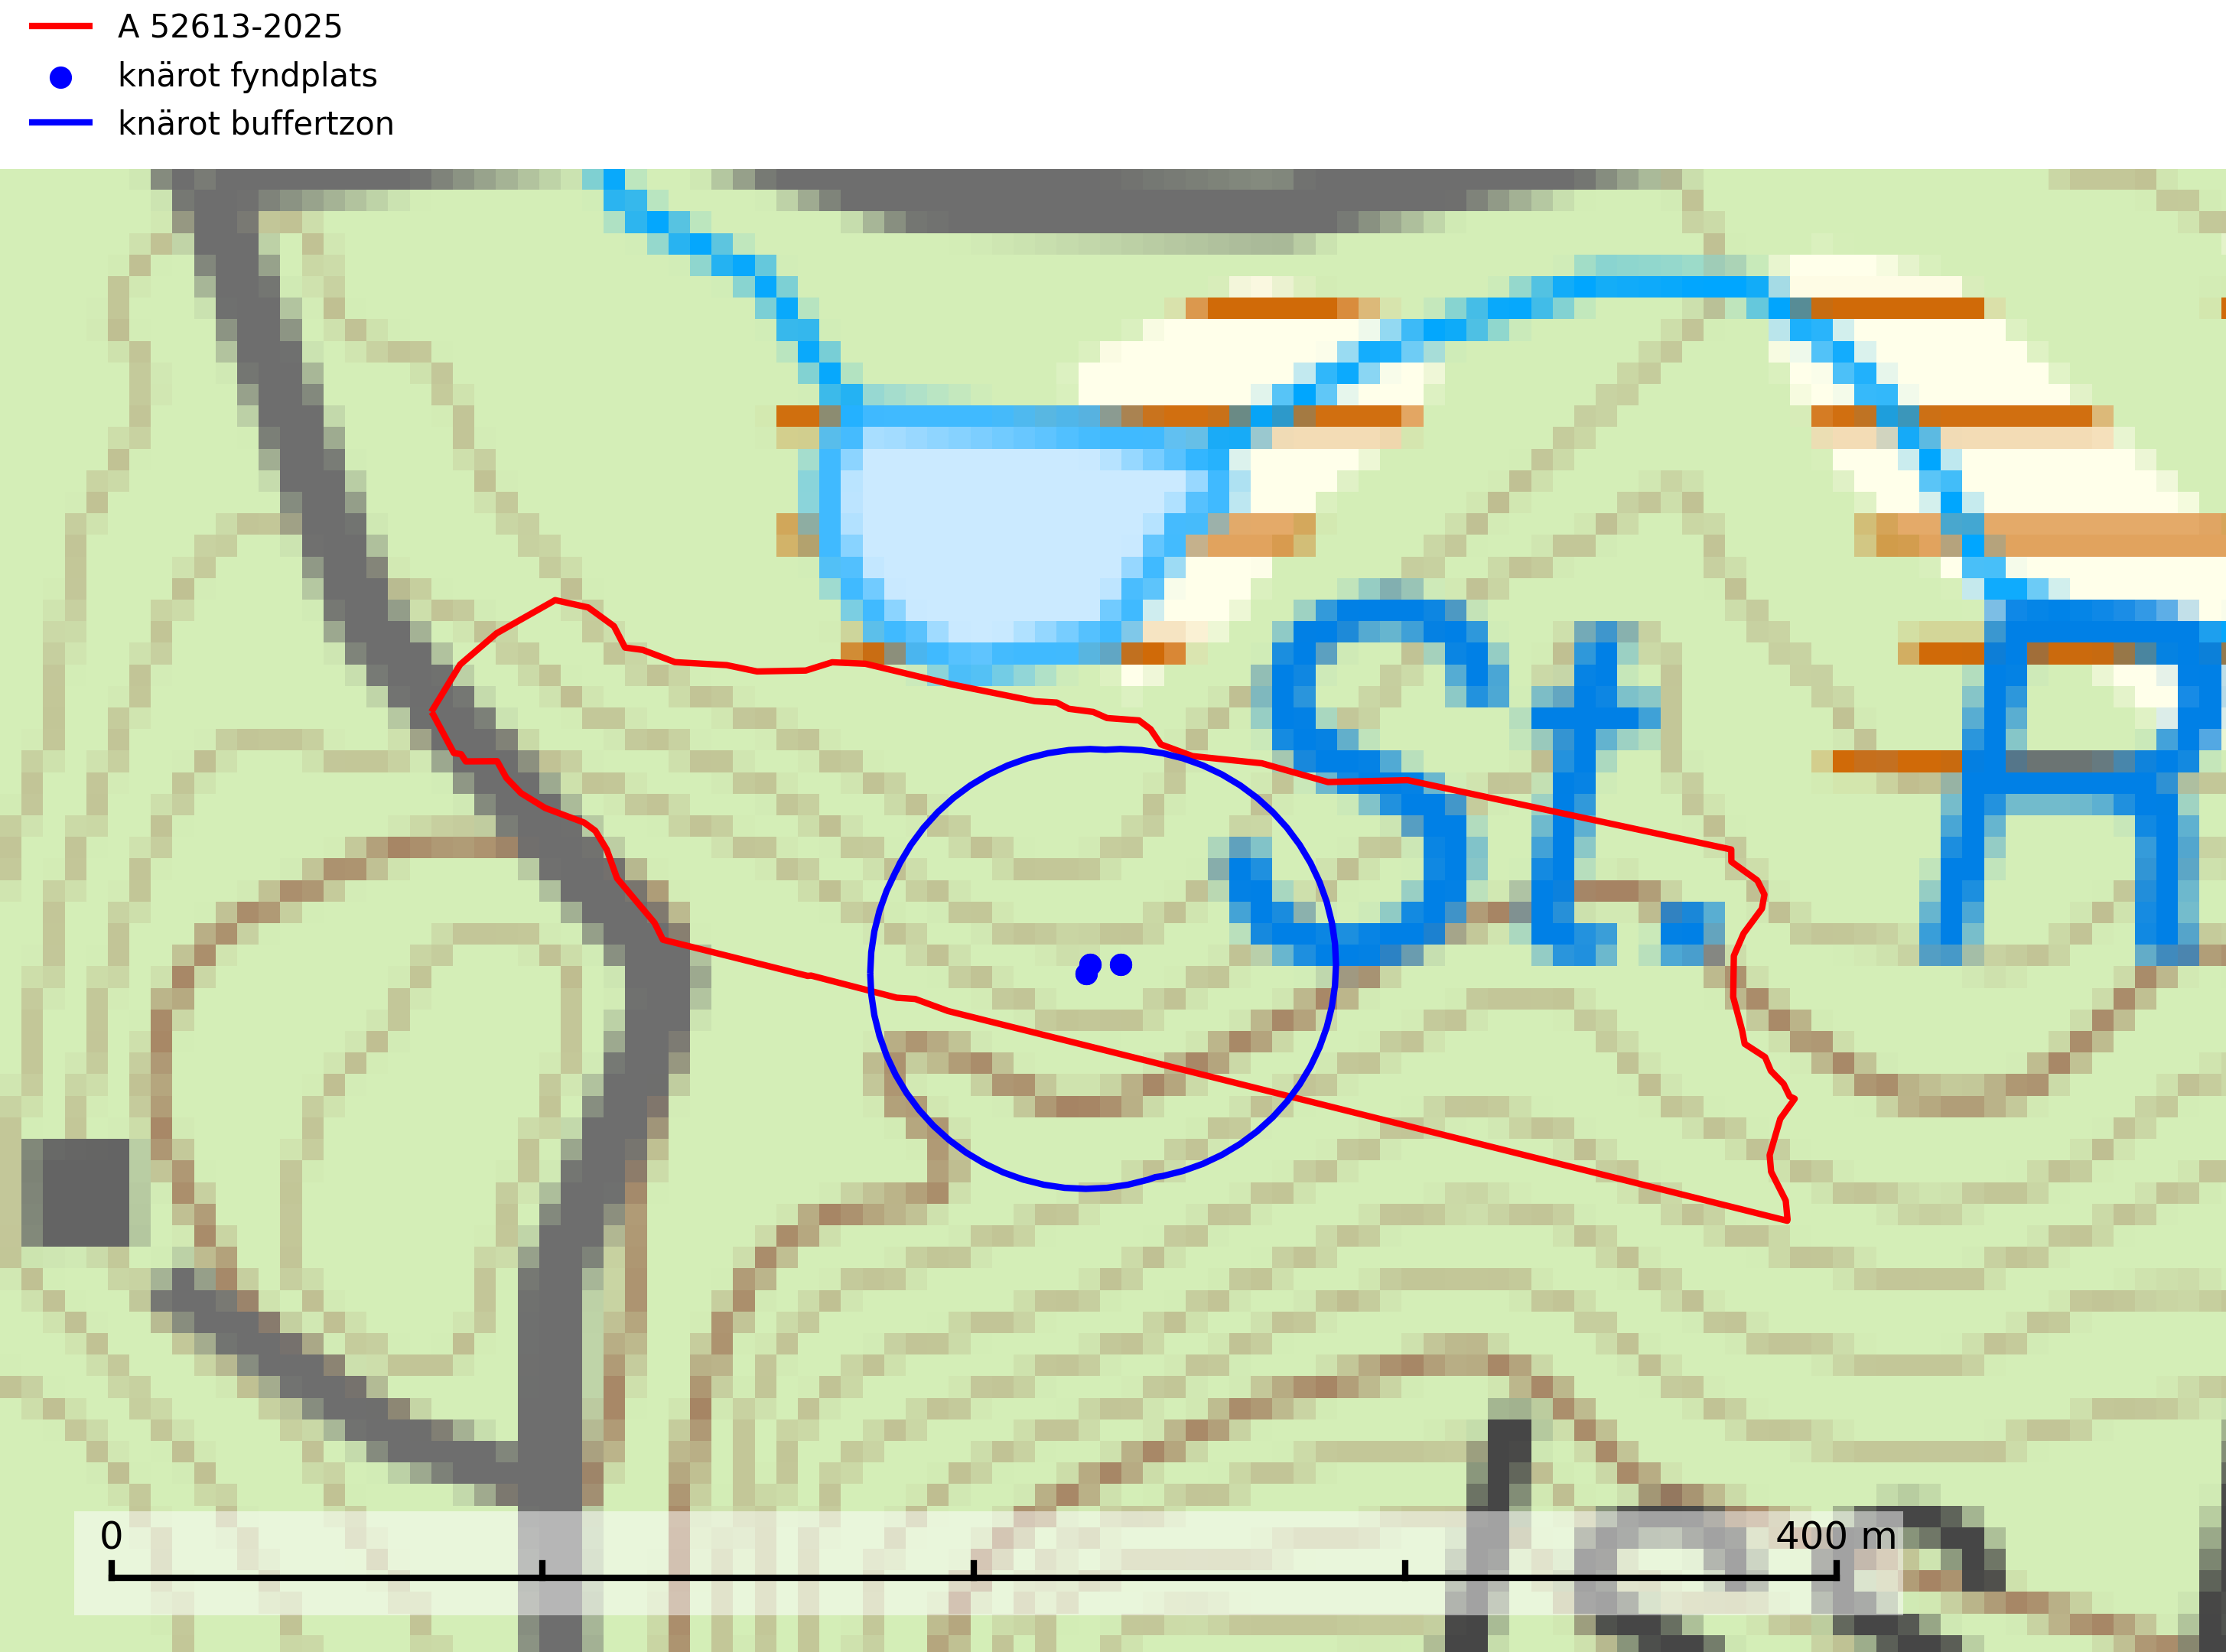 A 52613-2025
knärot fyndplats
knärot buffertzon
St. H
0 400 m